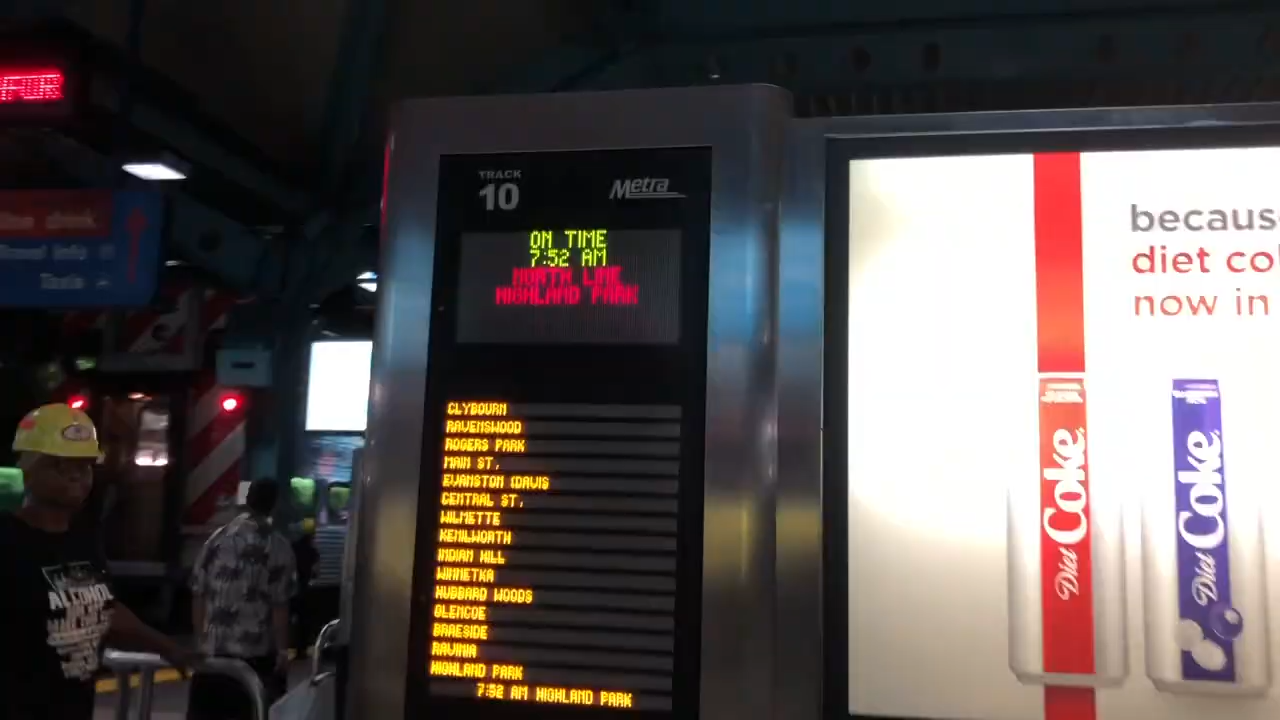 TRACK
10
Metra
ON TIME
7:52 AM
NORTH LINE
HIGHLAND PARK
CLYBOURN
RAVENSWOOD
ROGERS PARK
MAIN ST.
EVANSTON (DAVIS
CENTRAL ST.
WILMETTE
KENILWORTH
INDIAN HILL
WINNETKA
HUBBARD WOODS
GLENCOE
BRAESIDE
RAVINIA
HIGHLAND PARK
7:52 AM HIGHLAND PARK
becaus
diet co
now in
Diet Coke
Diet Coke
Taxis
ALCOHOL